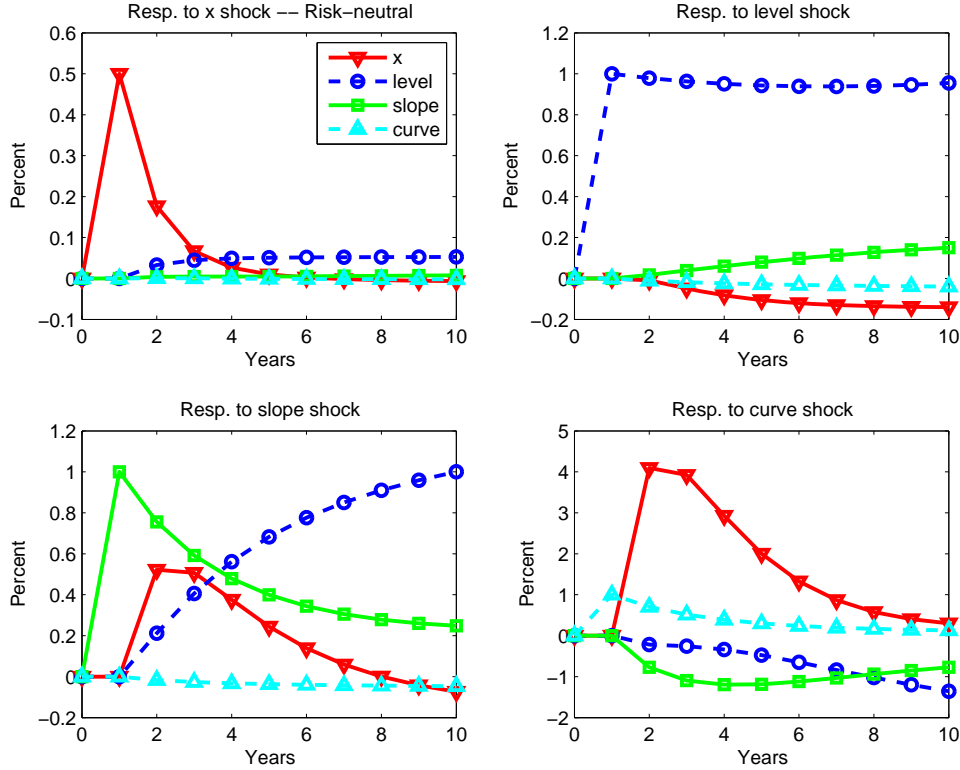 Resp. to x shock -- Risk-neutral
0.6
0.5
0.4
0.3
0.2
0.1
0
-0.1
Percent
x
level
slope
curve
0 2 4 6 8 10
Years
Resp. to level shock
1.2
1
0.8
0.6
0.4
0.2
0
-0.2
Percent
0 2 4 6 8 10
Years
Resp. to slope shock
1.2
1
0.8
0.6
0.4
0.2
0
-0.2
Percent
0 2 4 6 8 10
Years
Resp. to curve shock
5
4
3
2
1
0
-1
-2
Percent
0 2 4 6 8 10
Years